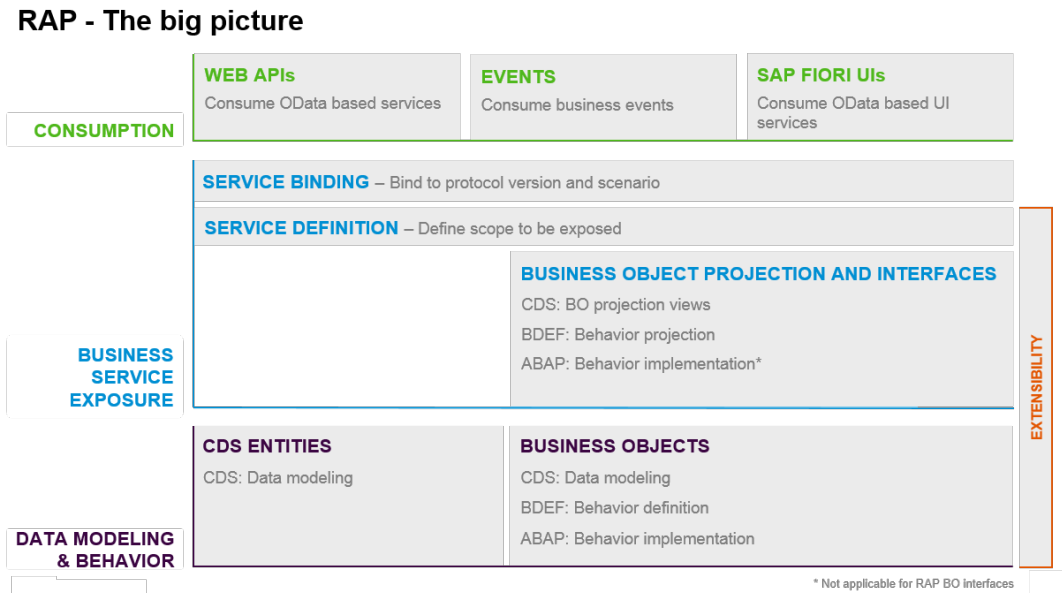 RAP - The big picture
WEB APIs
Consume OData based services
EVENTS
Consume business events
SAP FIORI UIs
Consume OData based UI
services
CONSUMPTION
SERVICE BINDING – Bind to protocol version and scenario
SERVICE DEFINITION – Define scope to be exposed
BUSINESS OBJECT PROJECTION AND INTERFACES
CDS: BO projection views
BDEF: Behavior projection
ABAP: Behavior implementation*
BUSINESS
SERVICE
EXPOSURE
EXTENSIBILITY
CDS ENTITIES
CDS: Data modeling
BUSINESS OBJECTS
CDS: Data modeling
BDEF: Behavior definition
ABAP: Behavior implementation
DATA MODELING
& BEHAVIOR
* Not applicable for RAP BO interfaces